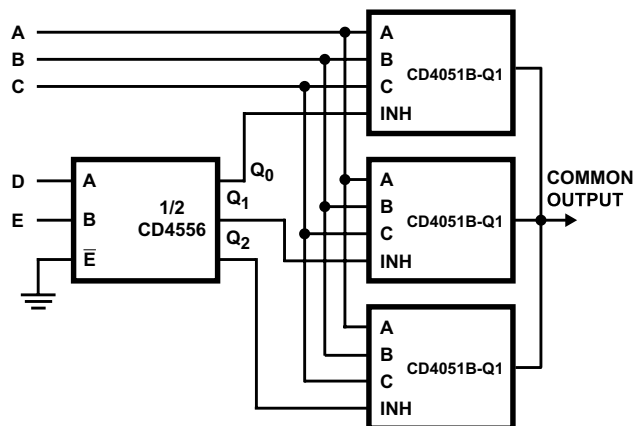 A
B
C
A
B
C
INH
CD4051B-Q1
D
E
A
B
E
1/2
CD4556
Q0
Q1
Q2
A
B
C
INH
CD4051B-Q1
COMMON
OUTPUT
A
B
C
INH
CD4051B-Q1